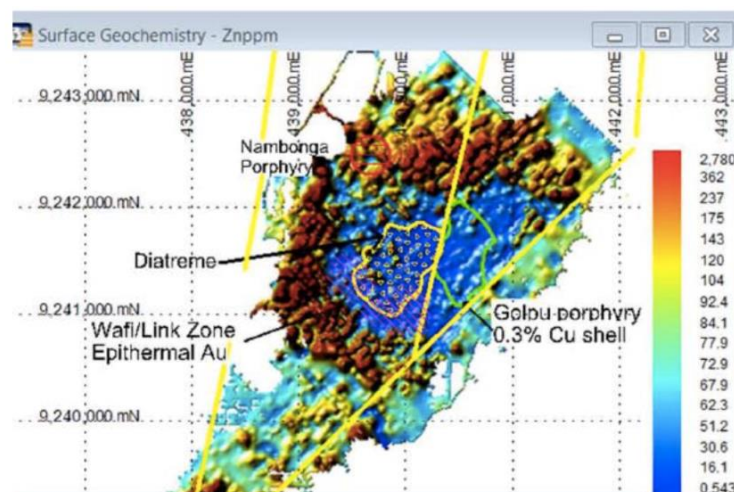 Surface Geochemistry - Znppm
9,243,000.mN
438,000.mE
439,000.mE
442,000.mE
443,0
Nambonga
Porphyry
9,242,000.mN
Diatreme
9,241,000.mN
Wafi/Link Zone
Epithermal Au
Golpu porphyry
0.3% Cu shell
9,240,000.mN
2,780
362
237
175
143
120
104
92.4
84.1
77.9
72.9
67.9
62.3
51.2
30.6
16.1
0.543